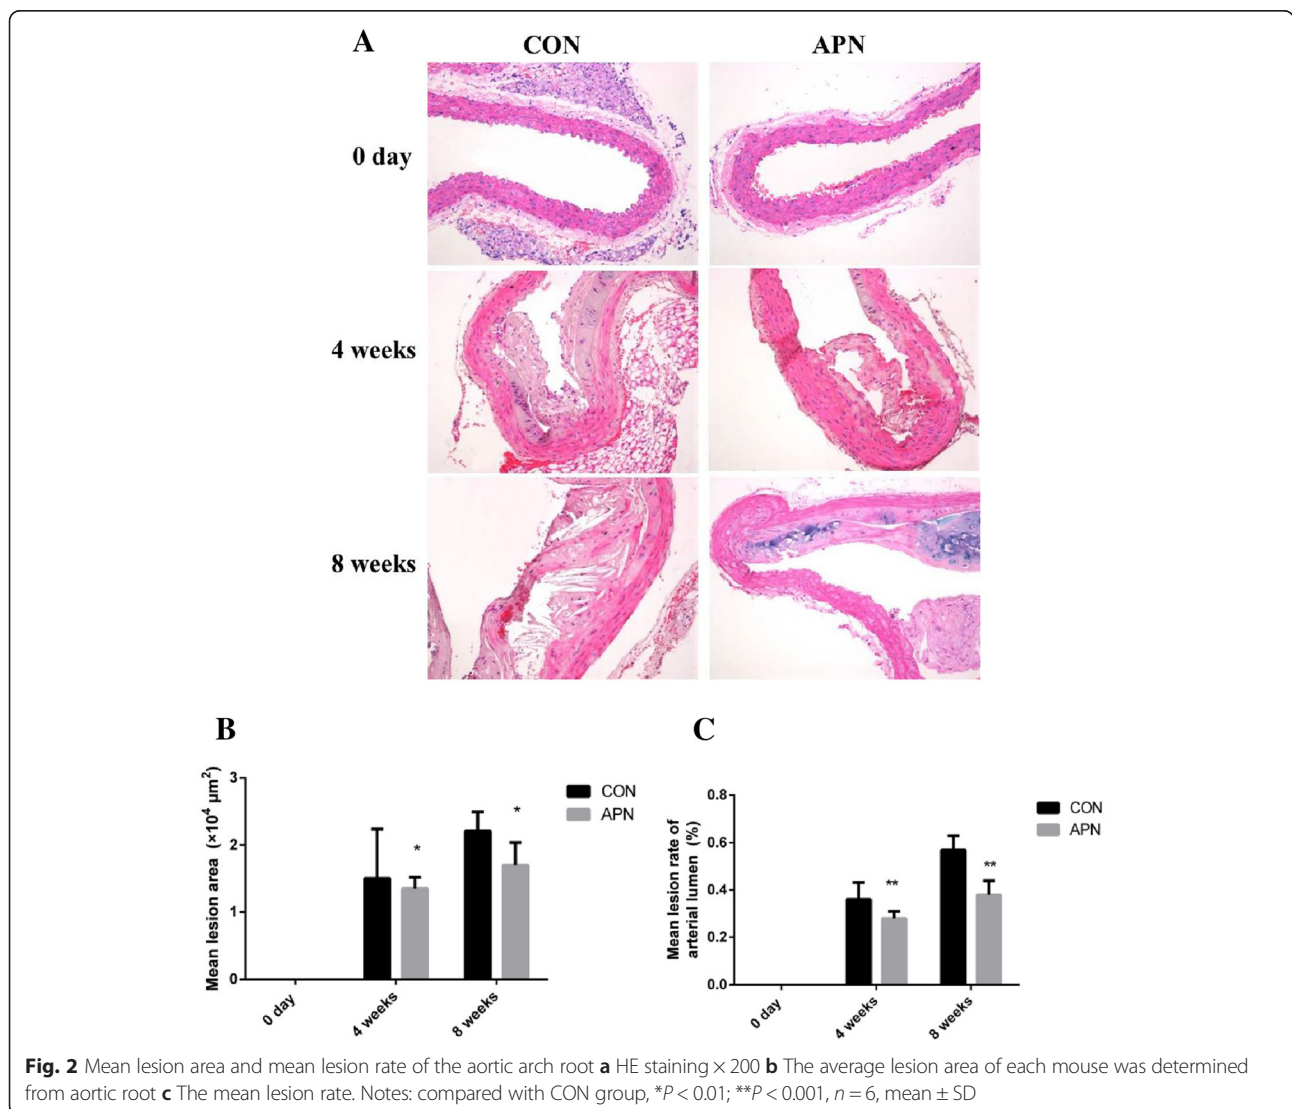 A
CON
APN
0 day
4 weeks
8 weeks
B
Mean lesion area (×10⁴ μm²)
3
2
1
0
*
*
CON
APN
0 day
4 weeks
8 weeks
C
Mean lesion rate of
arterial lumen (%)
0.8
0.6
0.4
0.2
0.0
**
**
CON
APN
0 day
4 weeks
8 weeks
Fig. 2 Mean lesion area and mean lesion rate of the aortic arch root a HE staining × 200 b The average lesion area of each mouse was determined
from aortic root c The mean lesion rate. Notes: compared with CON group, *P < 0.01; **P < 0.001, n = 6, mean ± SD